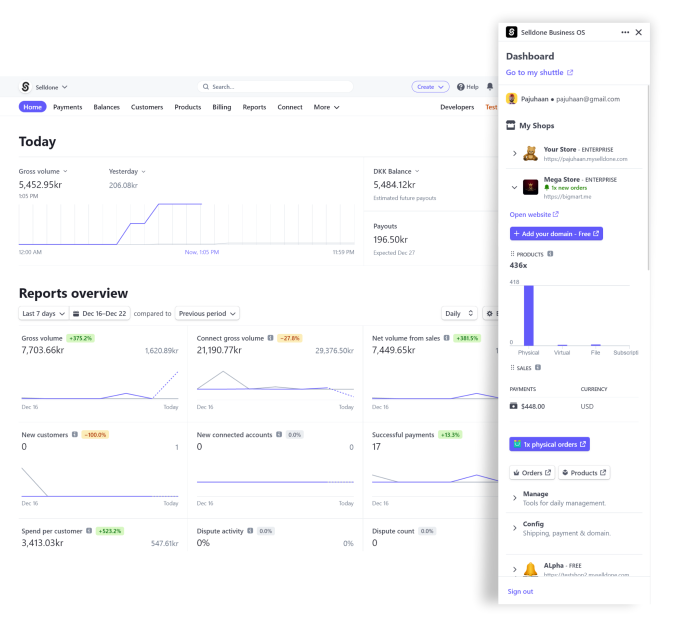 Selldone Business OS
Dashboard
Go to my shuttle
Pajuhaan • pajuhaan@gmail.com
My Shops
Your Store - ENTERPRISE
https://pajuhaan.myselldone.com
Mega Store - ENTERPRISE
1x new orders
https://bigmart.me
Open website
+ Add your domain - Free
PRODUCTS
436x
418
0
Physical Virtual File Subscripti
SALES
PAYMENTS CURRENCY
$448.00 USD
1x physical orders
Orders Products
Manage
Tools for daily management.
Config
Shipping, payment & domain.
ALpha - FREE
https://testshop2.myselldone.com
Sign out
Selldone Search... Create Help
Home Payments Balances Customers Products Billing Reports Connect More Developers Test
Today
Gross volume Yesterday
5,452.95kr 206.08kr
1:05 PM
12:00 AM Now, 1:05 PM 11:59 PM
DKK Balance
5,484.12kr
Estimated future payouts
Payouts
196.50kr
Expected Dec 27
Reports overview
Last 7 days Dec 16–Dec 22 compared to Previous period Daily
Gross volume +375.2%
7,703.66kr 1,620.89kr
Dec 16 Today
Connect gross volume -27.8%
21,190.77kr 29,376.50kr
Dec 16 Today
Net volume from sales +381.5%
7,449.65kr
Dec 16
New customers -100.0%
0 1
Dec 16 Today
New connected accounts 0.0%
0 0
Dec 16 Today
Successful payments +13.3%
17
Dec 16
Spend per customer +523.2%
3,413.03kr 547.61kr
Dispute activity 0.0%
0% 0%
Dispute count 0.0%
0